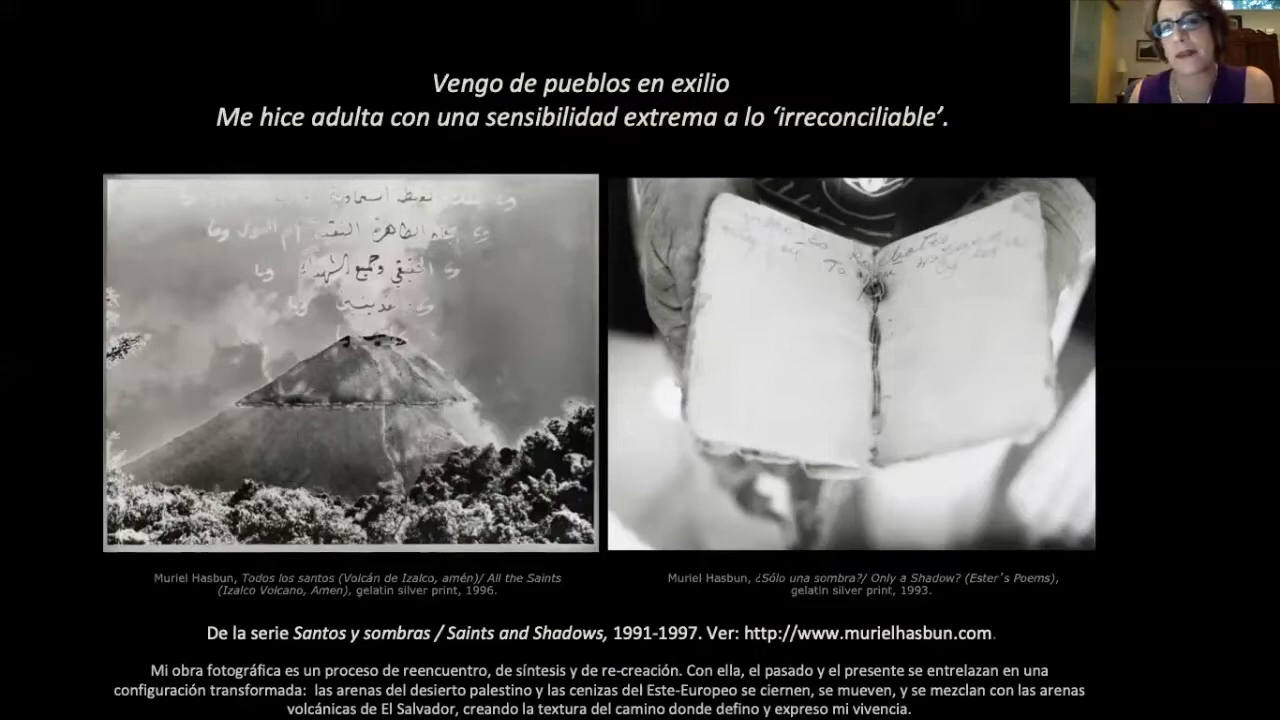 Vengo de pueblos en exilio
Me hice adulta con una sensibilidad extrema a lo ‘irreconciliable’.
الطاهرة النقية
وجميع الشهداء
Muriel Hasbun, Todos los santos (Volcán de Izalco, amén)/ All the Saints
(Izalco Volcano, Amen), gelatin silver print, 1996.
Muriel Hasbun, ¿Sólo una sombra?/ Only a Shadow? (Ester's Poems),
gelatin silver print, 1993.
De la serie Santos y sombras / Saints and Shadows, 1991-1997. Ver: http://www.murielhasbun.com.
Mi obra fotográfica es un proceso de reencuentro, de síntesis y de re-creación. Con ella, el pasado y el presente se entrelazan en una
configuración transformada:  las arenas del desierto palestino y las cenizas del Este-Europeo se ciernen, se mueven, y se mezclan con las arenas
volcánicas de El Salvador, creando la textura del camino donde defino y expreso mi vivencia.